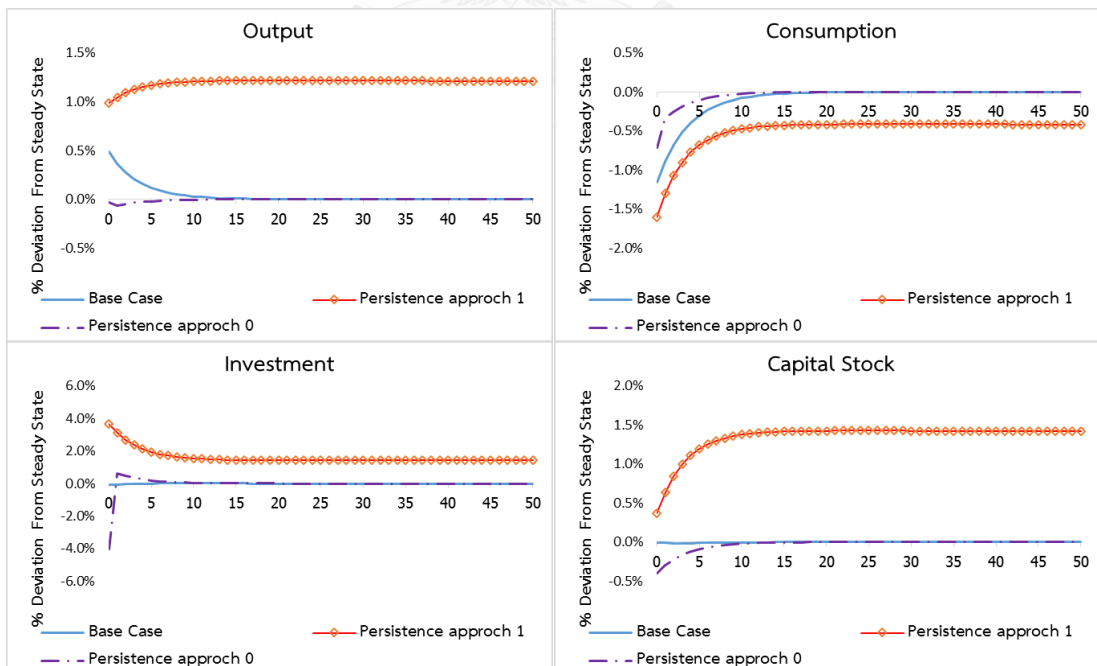 Output
% Deviation From Steady State
1.5%
1.0%
0.5%
0.0%
-0.5%
0 5 10 15 20 25 30 35 40 45 50
Base Case
Persistence approch 1
Persistence approch 0
Consumption
% Deviation From Steady State
0.5%
0.0%
-0.5%
-1.0%
-1.5%
-2.0%
0 5 10 15 20 25 30 35 40 45 50
Base Case
Persistence approch 1
Persistence approch 0
Investment
% Deviation From Steady State
6.0%
4.0%
2.0%
0.0%
-2.0%
-4.0%
-6.0%
0 5 10 15 20 25 30 35 40 45 50
Base Case
Persistence approch 1
Persistence approch 0
Capital Stock
% Deviation From Steady State
2.0%
1.5%
1.0%
0.5%
0.0%
-0.5%
0 5 10 15 20 25 30 35 40 45 50
Base Case
Persistence approch 1
Persistence approch 0